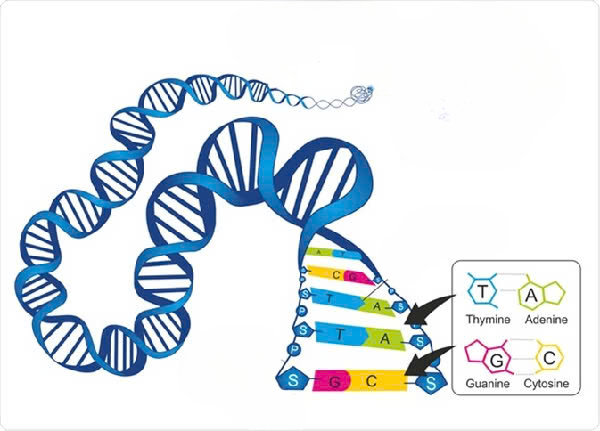 A T
C G
S T A S
P P
S T A S
P P
S G C S
T A
Thymine Adenine
G C
Guanine Cytosine